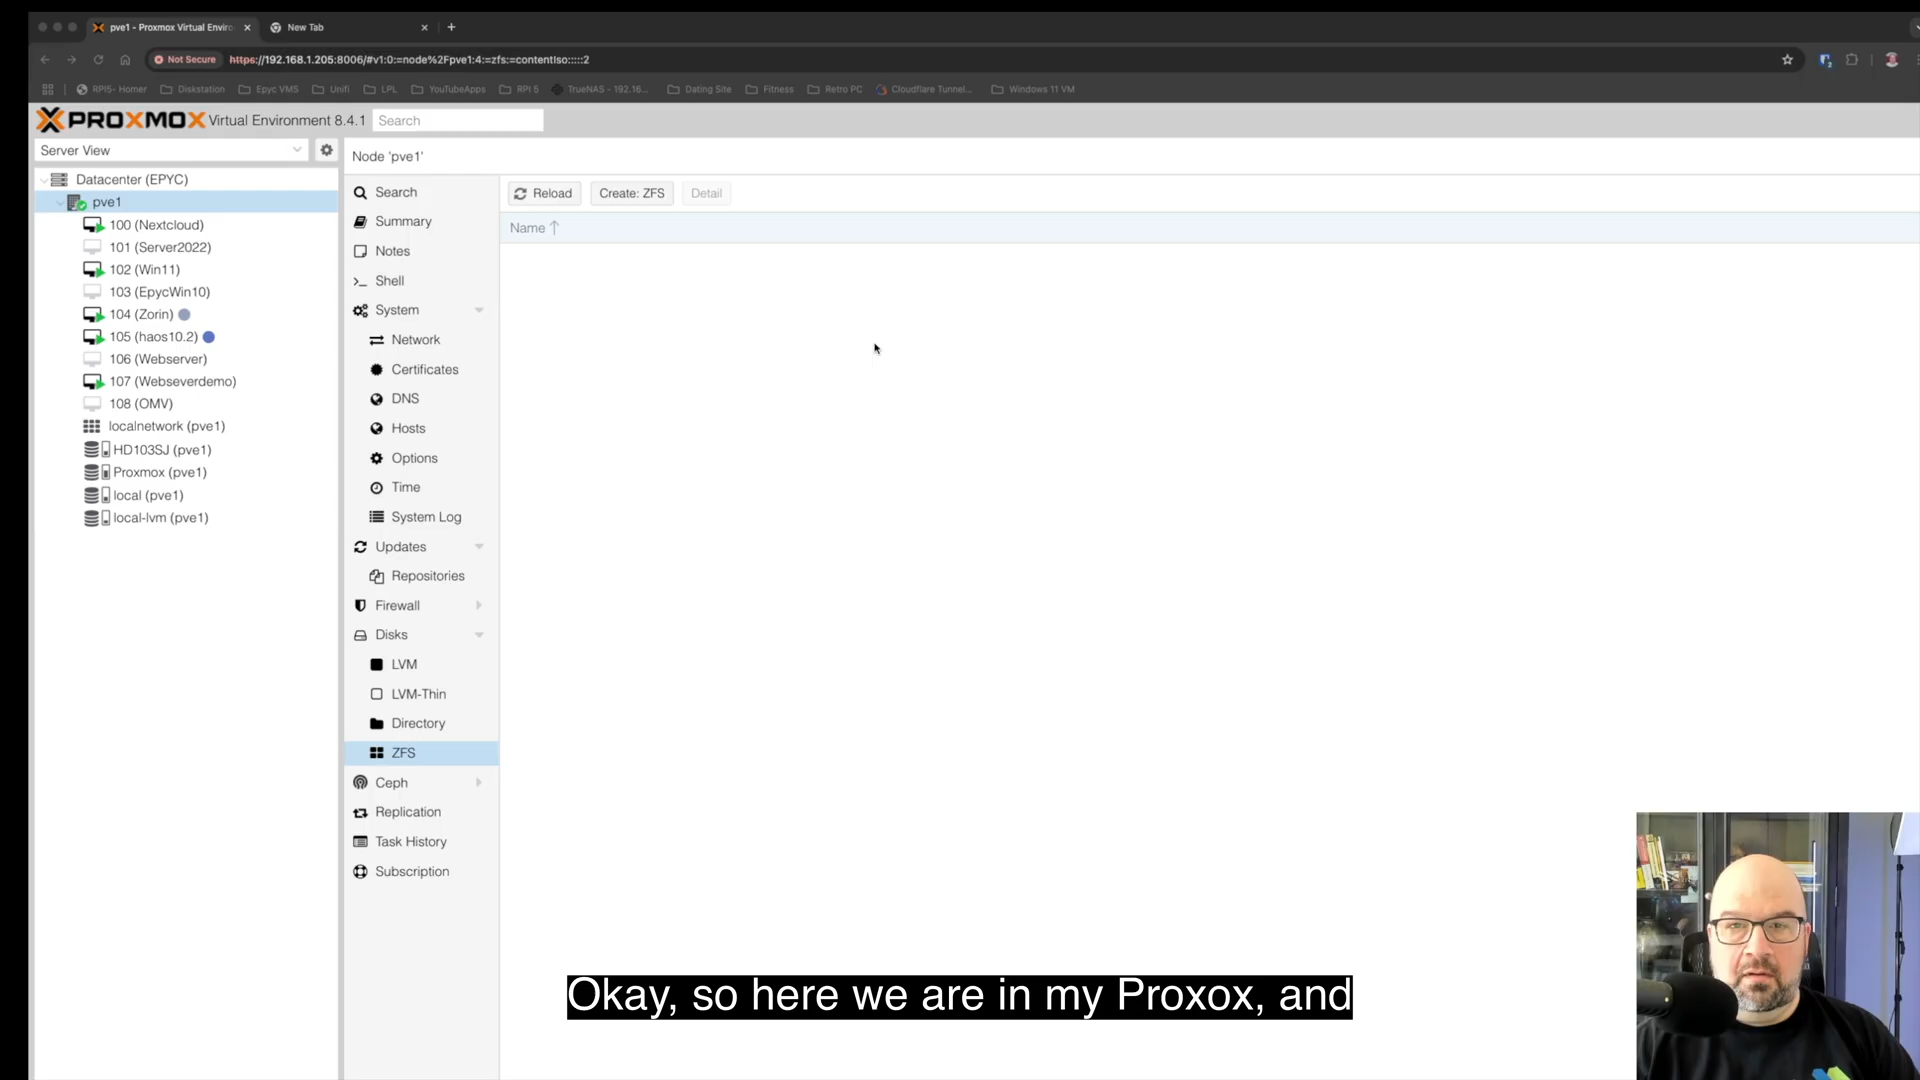 pve1 - Proxmox Virtual Enviro
New Tab
Not Secure
https://192.168.1.205:8006/#v1:0:=node%2Fpve1:4:=zfs:=contentIso:::::2
RPI5- Homer
Diskstation
Epyc VMS
Unifi
LPL
YouTubeApps
RPI 5
TrueNAS - 192.16...
Dating Site
Fitness
Retro PC
Cloudflare Tunnel...
Windows 11 VM
PROXMOX Virtual Environment 8.4.1
Search
Server View
Datacenter (EPYC)
pve1
100 (Nextcloud)
101 (Server2022)
102 (Win11)
103 (EpycWin10)
104 (Zorin)
105 (haos10.2)
106 (Webserver)
107 (Webseverdemo)
108 (OMV)
localnetwork (pve1)
HD103SJ (pve1)
Proxmox (pve1)
local (pve1)
local-lvm (pve1)
Node 'pve1'
Search
Summary
Notes
Shell
System
Network
Certificates
DNS
Hosts
Options
Time
System Log
Updates
Repositories
Firewall
Disks
LVM
LVM-Thin
Directory
ZFS
Ceph
Replication
Task History
Subscription
Reload
Create: ZFS
Detail
Name
Okay, so here we are in my Proxox, and